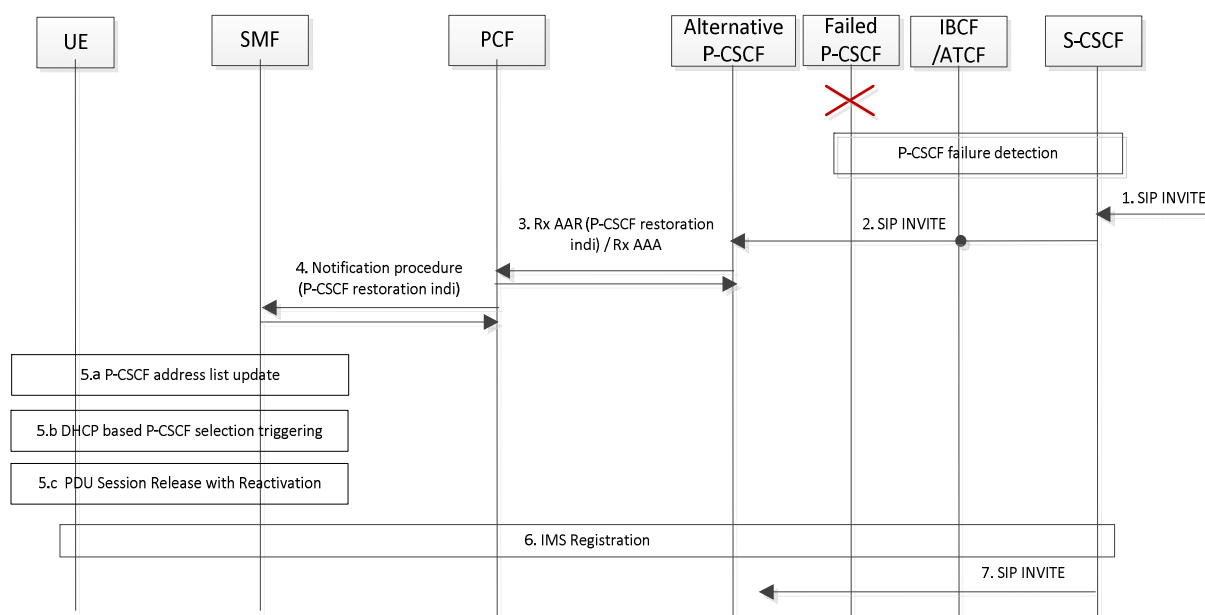 UE
SMF
PCF
Alternative
P-CSCF
Failed
P-CSCF
IBCF
/ATCF
S-CSCF
P-CSCF failure detection
1. SIP INVITE
2. SIP INVITE
3. Rx AAR (P-CSCF restoration
indi) / Rx AAA
4. Notification procedure
(P-CSCF restoration indi)
5.a P-CSCF address list update
5.b DHCP based P-CSCF selection triggering
5.c PDU Session Release with Reactivation
6. IMS Registration
7. SIP INVITE